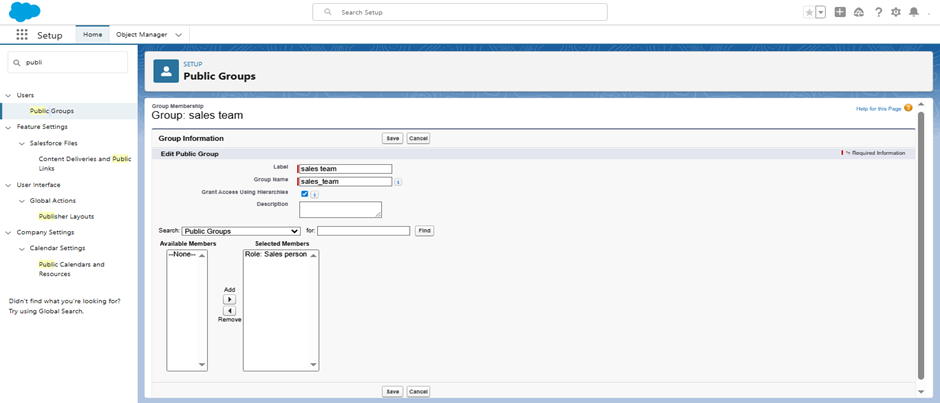 Search Setup
Setup
Home
Object Manager
publi
Users
Public Groups
Feature Settings
Salesforce Files
Content Deliveries and Public
Links
User Interface
Global Actions
Publisher Layouts
Company Settings
Calendar Settings
Public Calendars and
Resources
Didn't find what you're looking for?
Try using Global Search.
SETUP
Public Groups
Group Membership
Group: sales team
Help for this Page
Group Information
Save Cancel
Edit Public Group
= Required Information
Label sales team
Group Name sales_team
Grant Access Using Hierarchies
Description
Search: Public Groups for: Find
Available Members Selected Members
--None-- Role: Sales person
Add
Remove
Save Cancel